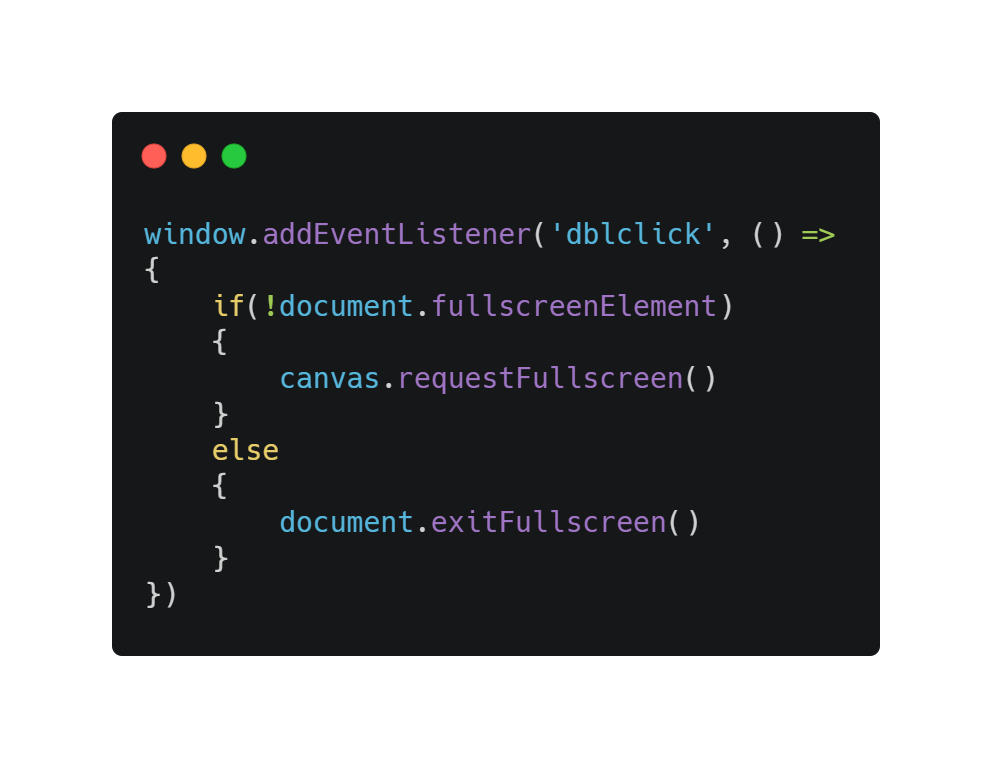 window.addEventListener('dblclick', () =>
{
    if(!document.fullscreenElement)
    {
        canvas.requestFullscreen()
    }
    else
    {
        document.exitFullscreen()
    }
})